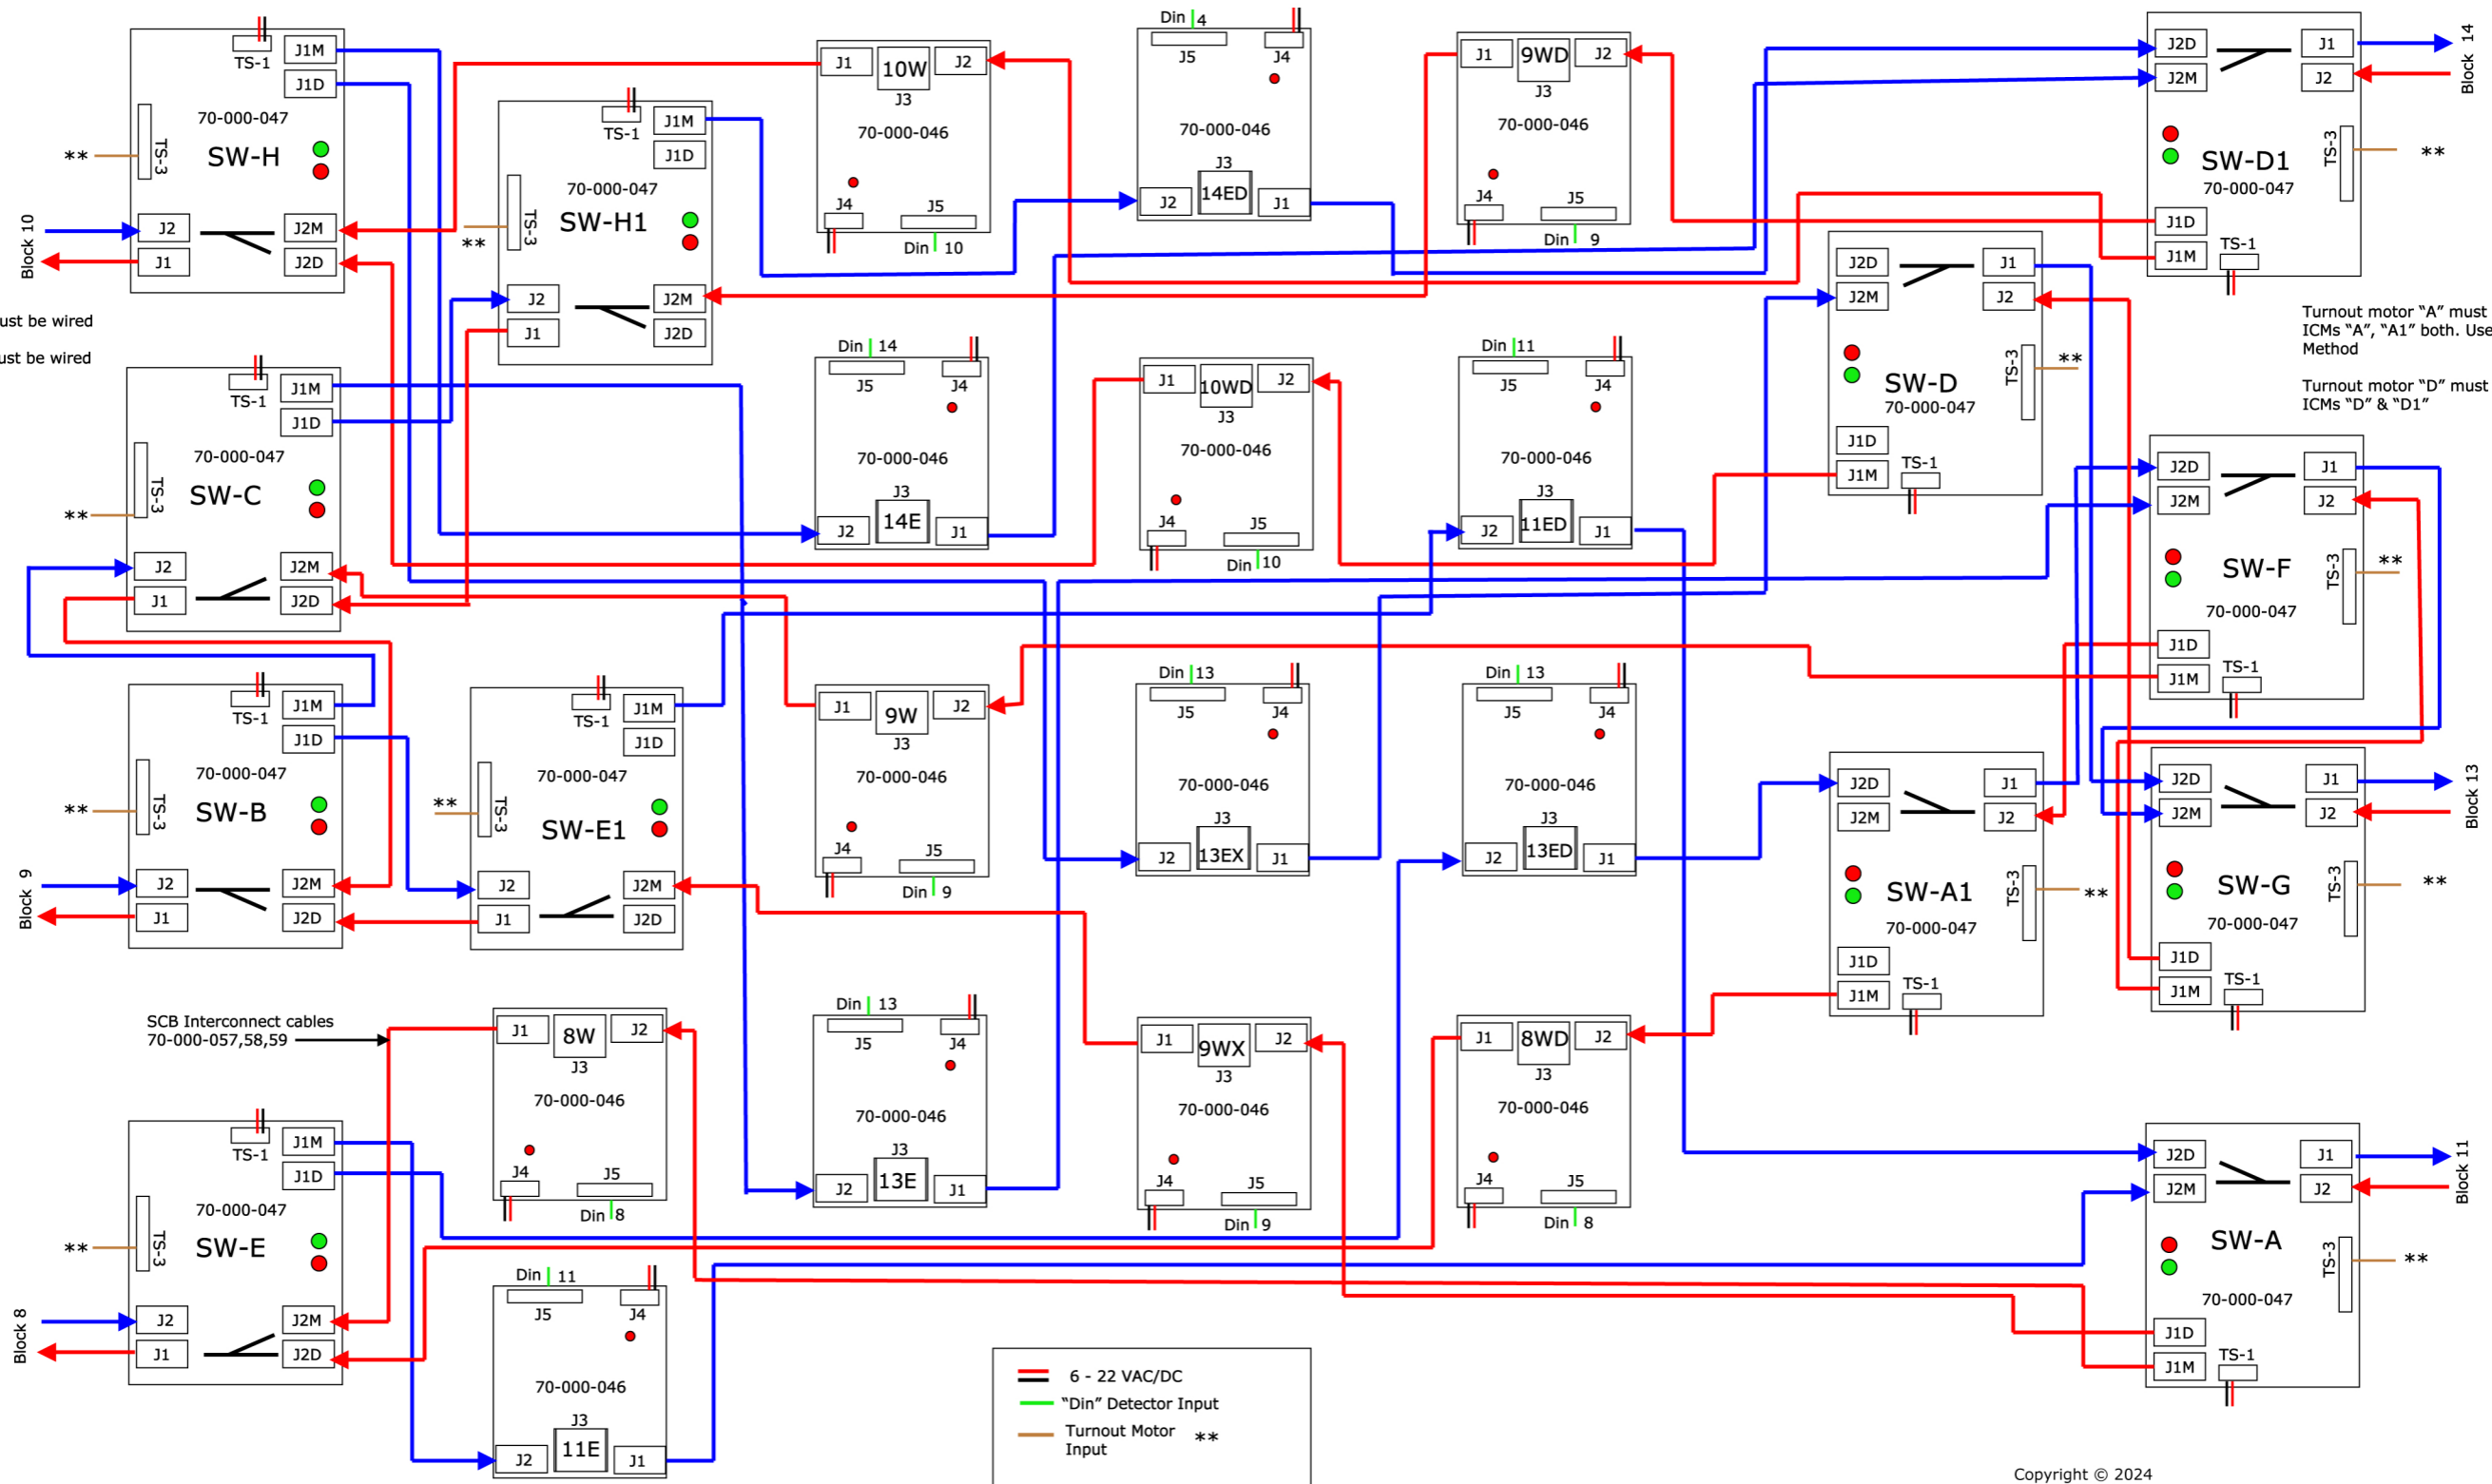 Block 10
TS-1
J1M
J1D
70-000-047
SW-H
TS-3
**
J2
J2M
J1
J2D
TS-1
J1M
J1D
70-000-047
SW-H1
TS-3
**
J2
J2M
J1
J2D
J1
10W
J2
J3
70-000-046
J4
J5
Din 10
Din 4
J5
J4
70-000-046
J3
J2
14ED
J1
J1
9WD
J2
J3
70-000-046
J4
J5
Din 9
J2D
J1
J2M
J2
Block 14
SW-D1
70-000-047
TS-3
**
J1D
J1M
TS-1
J2D
J1
J2M
J2
SW-D
70-000-047
TS-3
**
J1D
J1M
TS-1
ust be wired
ust be wired
Turnout motor “A” must
ICMs “A”, “A1” both. Use
Method
Turnout motor “D” must
ICMs “D” & “D1”
TS-1
J1M
J1D
70-000-047
SW-C
TS-3
**
J2
J2M
J1
J2D
Din 14
J5
J4
70-000-046
J3
J2
14E
J1
J1
10WD
J2
J3
70-000-046
J4
J5
Din 10
Din 11
J5
J4
70-000-046
J3
J2
11ED
J1
J2D
J1
J2M
J2
SW-F
70-000-047
TS-3
**
J1D
J1M
TS-1
Block 9
TS-1
J1M
J1D
70-000-047
SW-B
TS-3
**
J2
J2M
J1
J2D
TS-1
J1M
J1D
70-000-047
SW-E1
TS-3
**
J2
J2M
J1
J2D
J1
9W
J2
J3
70-000-046
J4
J5
Din 9
Din 13
J5
J4
70-000-046
J3
J2
13EX
J1
Din 13
J5
J4
70-000-046
J3
J2
13ED
J1
J2D
J1
J2M
J2
SW-A1
70-000-047
TS-3
**
J1D
J1M
TS-1
J2D
J1
J2M
J2
Block 13
SW-G
70-000-047
TS-3
**
J1D
J1M
TS-1
SCB Interconnect cables
70-000-057,58,59
J1
8W
J2
J3
70-000-046
J4
J5
Din 8
Din 13
J5
J4
70-000-046
J3
J2
13E
J1
J1
9WX
J2
J3
70-000-046
J4
J5
Din 9
J1
8WD
J2
J3
70-000-046
J4
J5
Din 8
Block 8
TS-1
J1M
J1D
70-000-047
SW-E
TS-3
**
J2
J2M
J1
J2D
Din 11
J5
J4
70-000-046
J3
J2
11E
J1
J2D
J1
J2M
J2
Block 11
SW-A
70-000-047
TS-3
**
J1D
J1M
TS-1
6 - 22 VAC/DC
“Din” Detector Input
Turnout Motor **
Input
Copyright © 2024